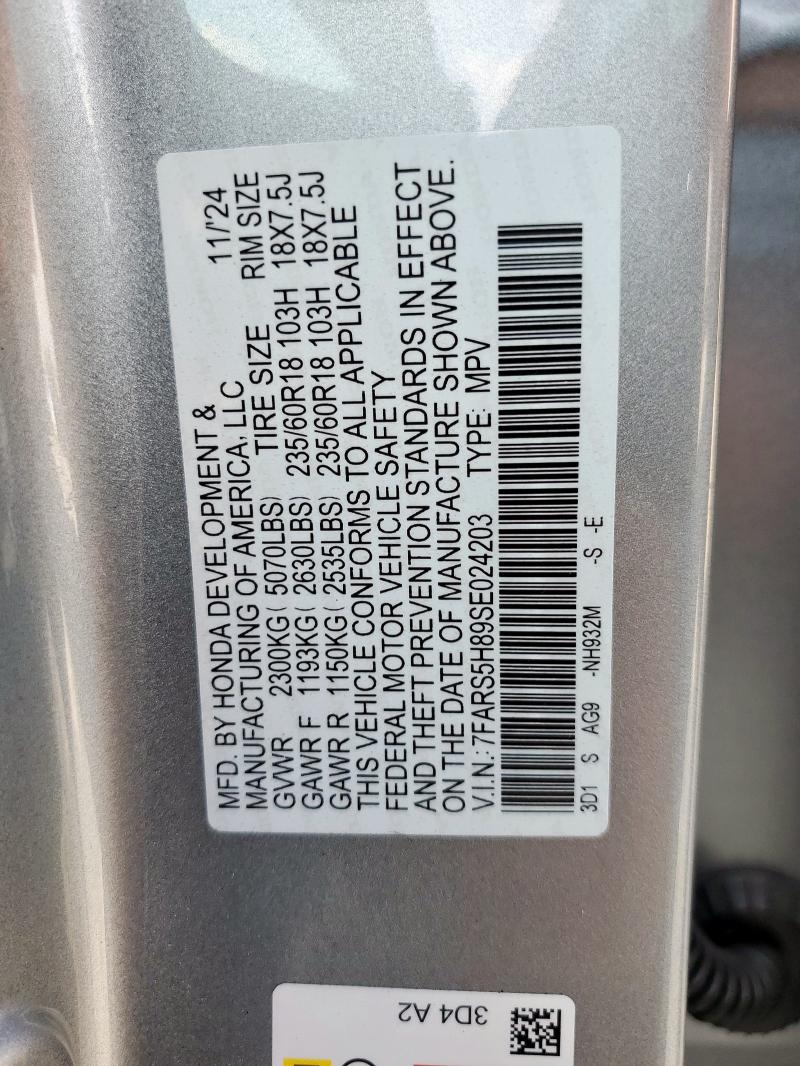 MFD. BY HONDA DEVELOPMENT &
MANUFACTURING OF AMERICA, LLC 11/'24
GVWR 2300KG( 5070LBS) TIRE SIZE RIM SIZE
GAWR F 1193KG( 2630LBS) 235/60R18 103H 18X7.5J
GAWR R 1150KG( 2535LBS) 235/60R18 103H 18X7.5J
THIS VEHICLE CONFORMS TO ALL APPLICABLE
FEDERAL MOTOR VEHICLE SAFETY
AND THEFT PREVENTION STANDARDS IN EFFECT
ON THE DATE OF MANUFACTURE SHOWN ABOVE.
V.I.N.: 7FARS5H89SE024203 TYPE: MPV
3D1 S AG9 -NH932M -S -E
3D4 A2